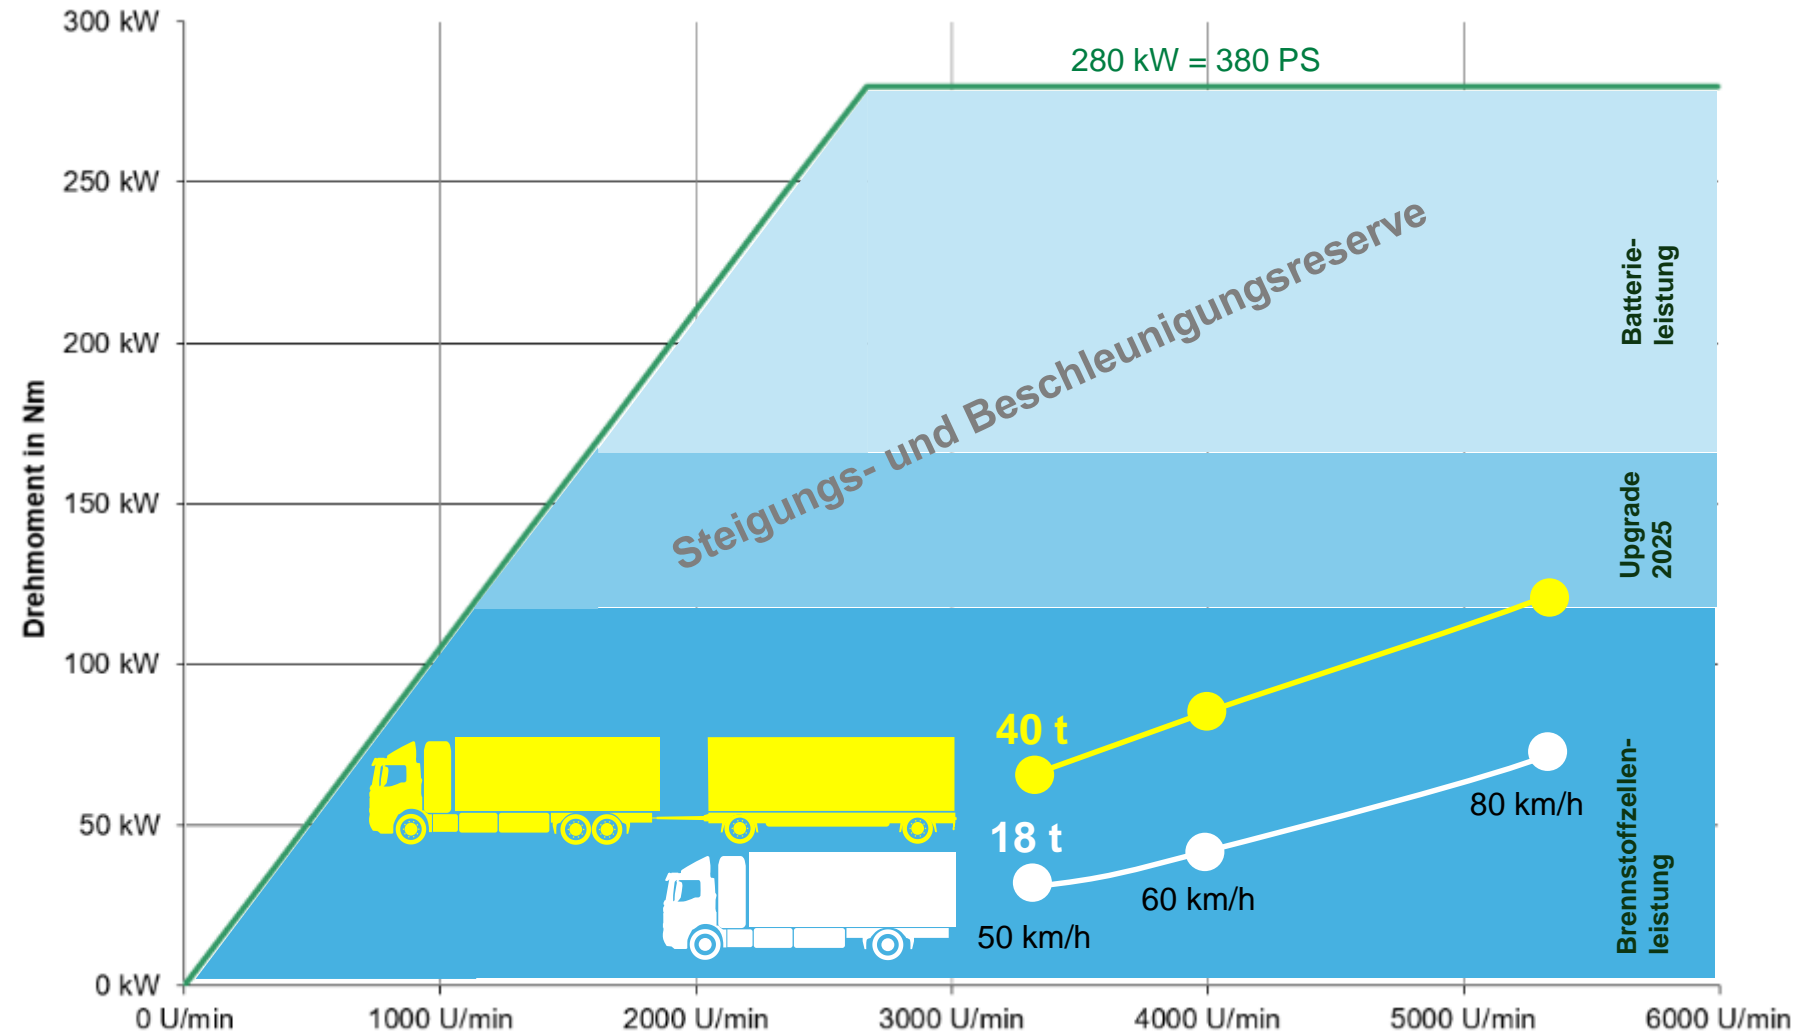 300 kW
280 kW = 380 PS
250 kW
200 kW
150 kW
100 kW
50 kW
0 kW
Drehmoment in Nm
Steigungs- und Beschleunigungsreserve
Batterie-
leistung
Upgrade
2025
Brennstoffzellen-
leistung
40 t
18 t
80 km/h
60 km/h
50 km/h
0 U/min
1000 U/min
2000 U/min
3000 U/min
4000 U/min
5000 U/min
6000 U/min